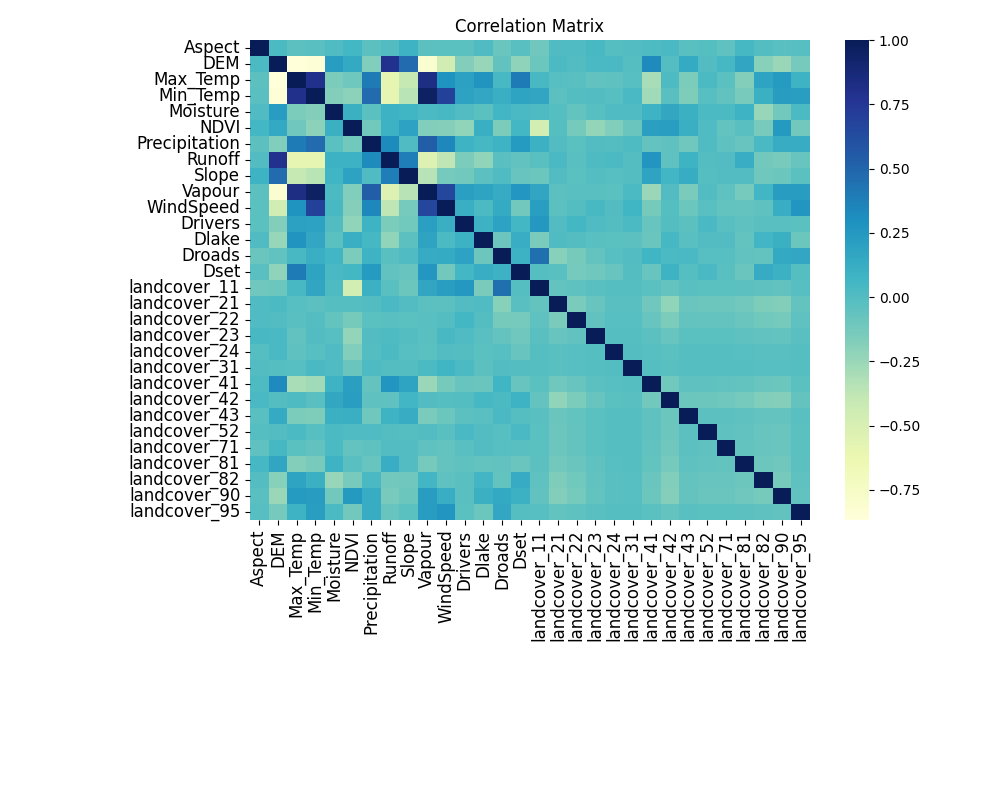 Correlation Matrix
Aspect
DEM
Max_Temp
Min_Temp
Moisture
NDVI
Precipitation
Runoff
Slope
Vapour
WindSpeed
Drivers
Dlake
Droads
Dset
landcover_11
landcover_21
landcover_22
landcover_23
landcover_24
landcover_31
landcover_41
landcover_42
landcover_43
landcover_52
landcover_71
landcover_81
landcover_82
landcover_90
landcover_95
Aspect
DEM
Max_Temp
Min_Temp
Moisture
NDVI
Precipitation
Runoff
Slope
Vapour
WindSpeed
Drivers
Dlake
Droads
Dset
landcover_11
landcover_21
landcover_22
landcover_23
landcover_24
landcover_31
landcover_41
landcover_42
landcover_43
landcover_52
landcover_71
landcover_81
landcover_82
landcover_90
landcover_95
1.00
0.75
0.50
0.25
0.00
−0.25
−0.50
−0.75